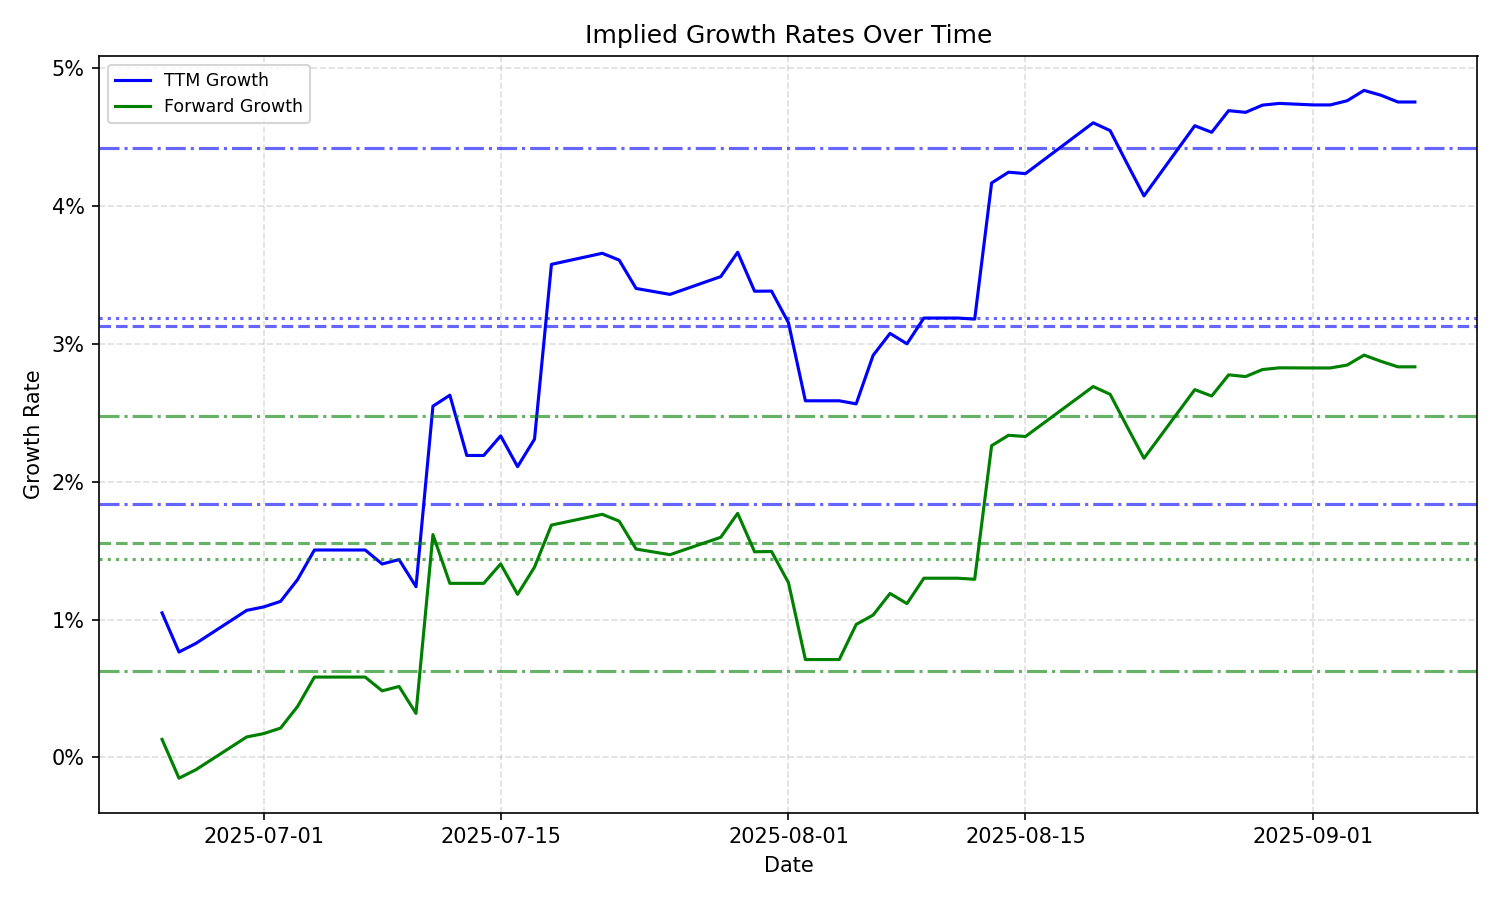 Implied Growth Rates Over Time
TTM Growth
Forward Growth
5%
4%
3%
2%
1%
0%
Growth Rate
2025-07-01
2025-07-15
2025-08-01
2025-08-15
2025-09-01
Date